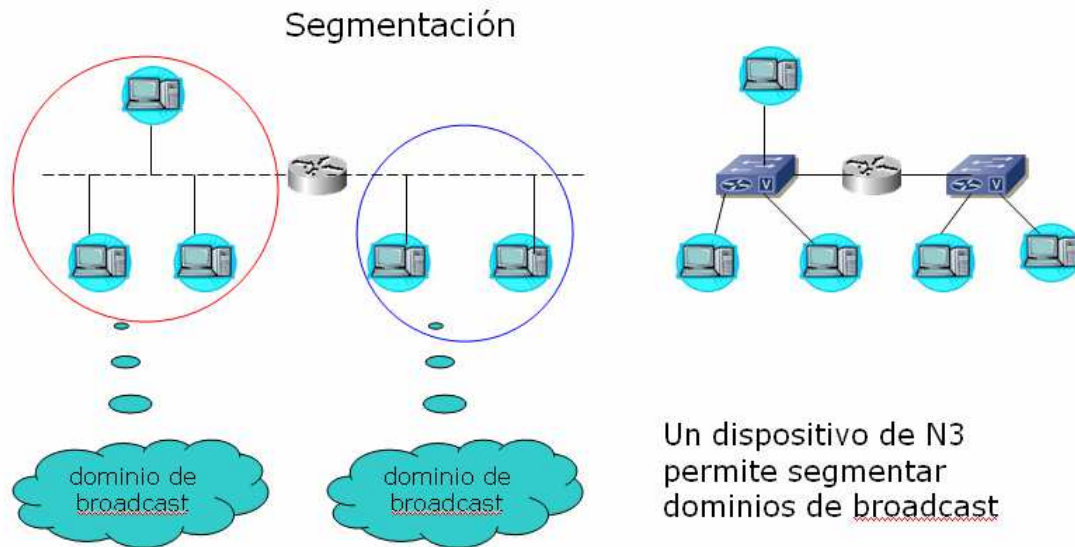 Segmentación
V
V
dominio de
broadcast
dominio de
broadcast
Un dispositivo de N3
permite segmentar
dominios de broadcast